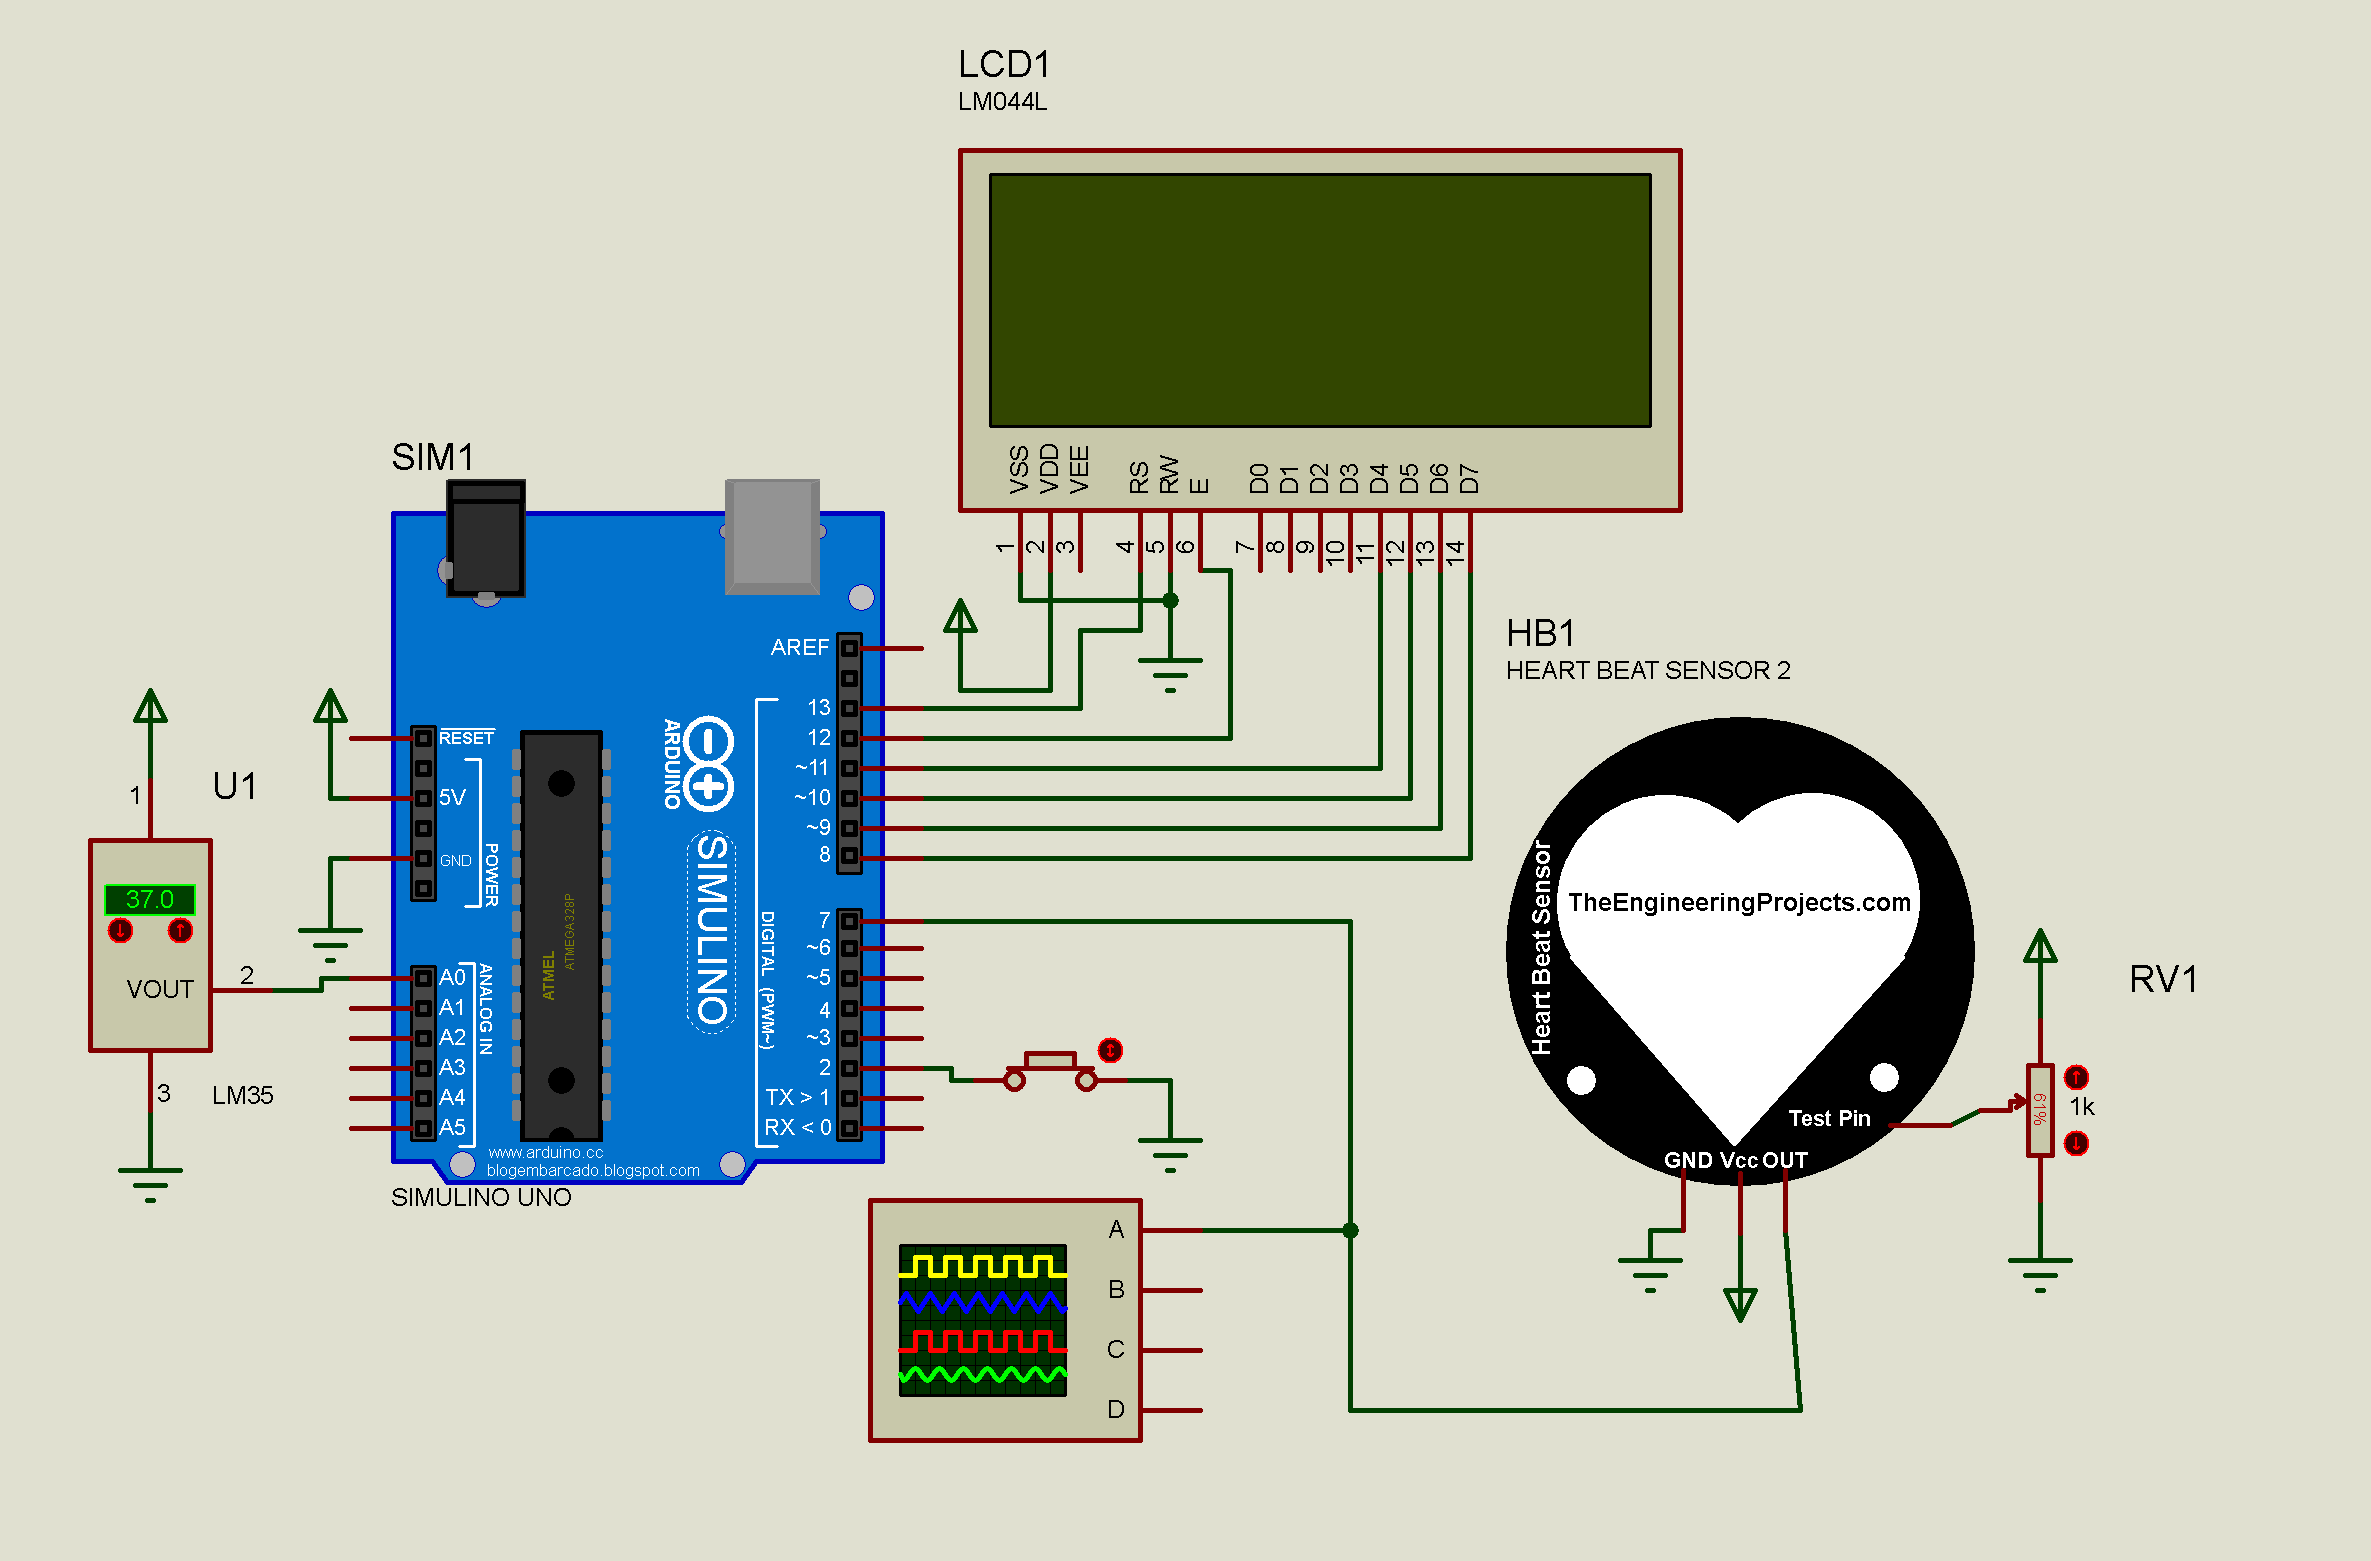 LCD1
LM044L
VSS
VDD
VEE
RS
RW
E
D0
D1
D2
D3
D4
D5
D6
D7
1
2
3
4
5
6
7
8
9
10
11
12
13
14
SIM1
AREF
13
12
~11
~10
~9
8
7
~6
~5
4
~3
2
TX > 1
RX < 0
RESET
5V
GND
POWER
A0
A1
A2
A3
A4
A5
ANALOG IN
ATMEL
ATMEGA328P
ARDUINO
SIMULINO
DIGITAL (PWM~)
www.arduino.cc
blogembarcado.blogspot.com
SIMULINO UNO
U1
1
37.0
VOUT
2
3
LM35
HB1
HEART BEAT SENSOR 2
Heart Beat Sensor
TheEngineeringProjects.com
Test Pin
GND Vcc OUT
RV1
61%
1k
A
B
C
D